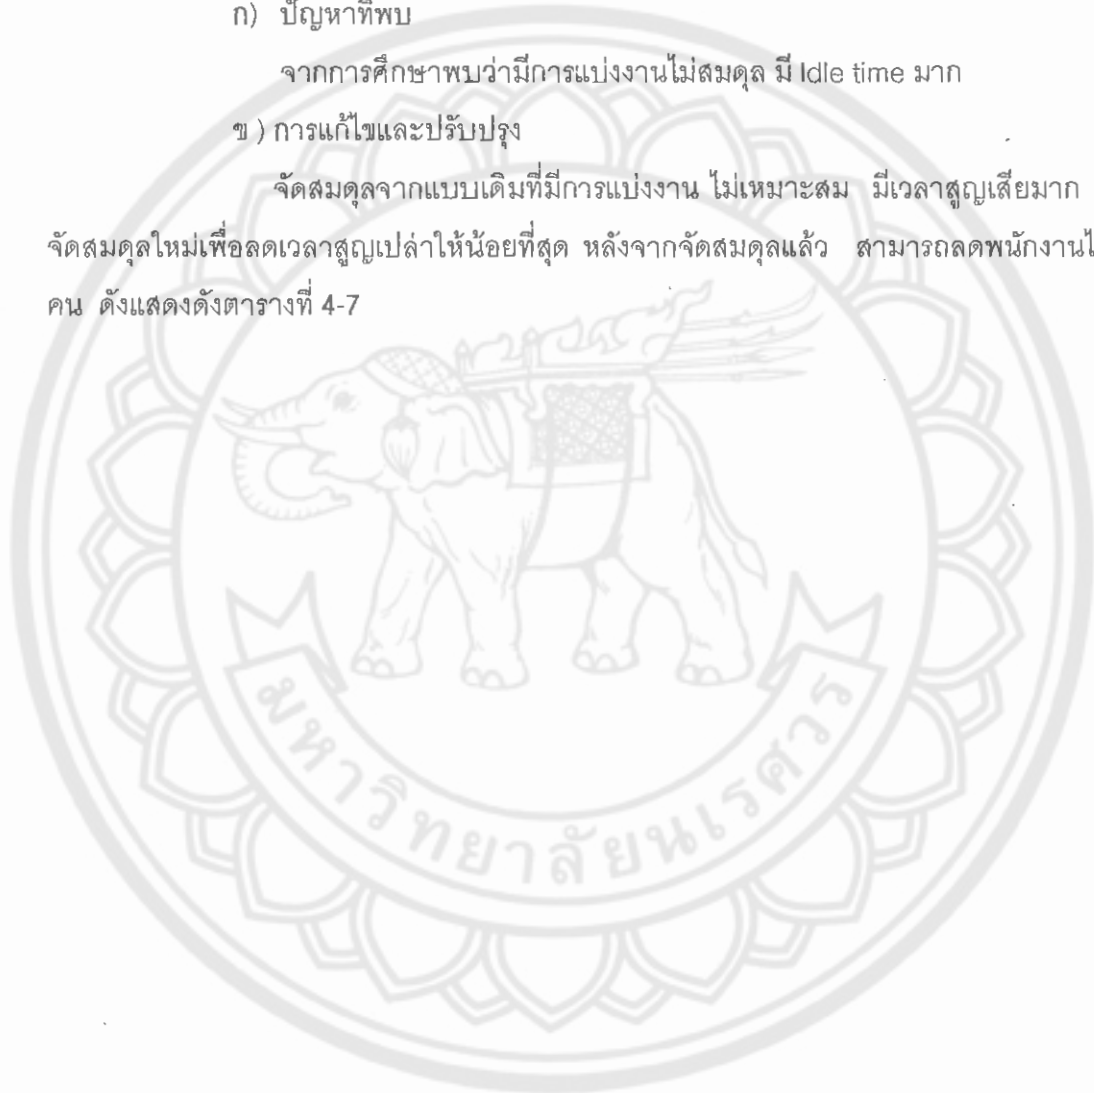 ก) ปัญหาที่พบ
จากการศึกษาพบว่ามีการแบ่งงานไม่สมดุล มี Idle time มาก
ข ) การแก้ไขและปรับปรุง
จัดสมดุลจากแบบเดิมที่มีการแบ่งงาน ไม่เหมาะสม มีเวลาสูญเสียมาก
จัดสมดุลใหม่เพื่อลดเวลาสูญเปล่าให้น้อยที่สุด หลังจากจัดสมดุลแล้ว สามารถลดพนักงาน
คน ดังแสดงดังตารางที่ 4-7
มหาวิทยาลัยนเรศวร